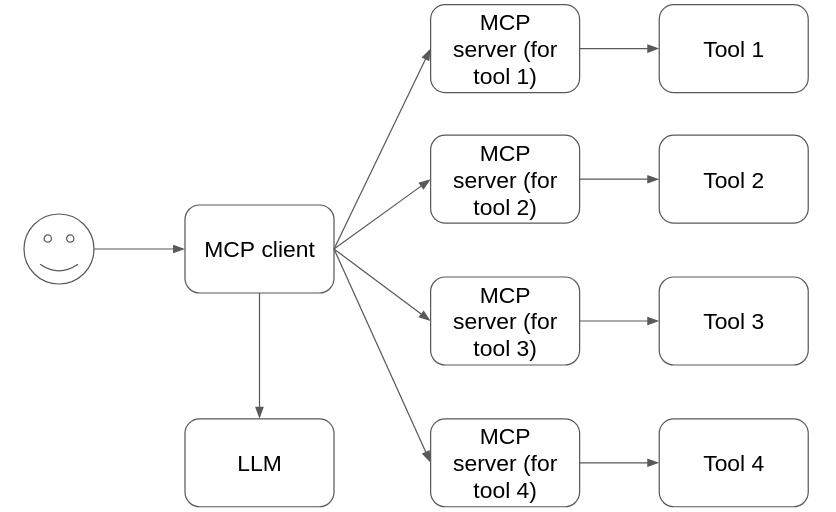 MCP
server (for
tool 1)
Tool 1
MCP
server (for
tool 2)
Tool 2
MCP client
MCP
server (for
tool 3)
Tool 3
LLM
MCP
server (for
tool 4)
Tool 4